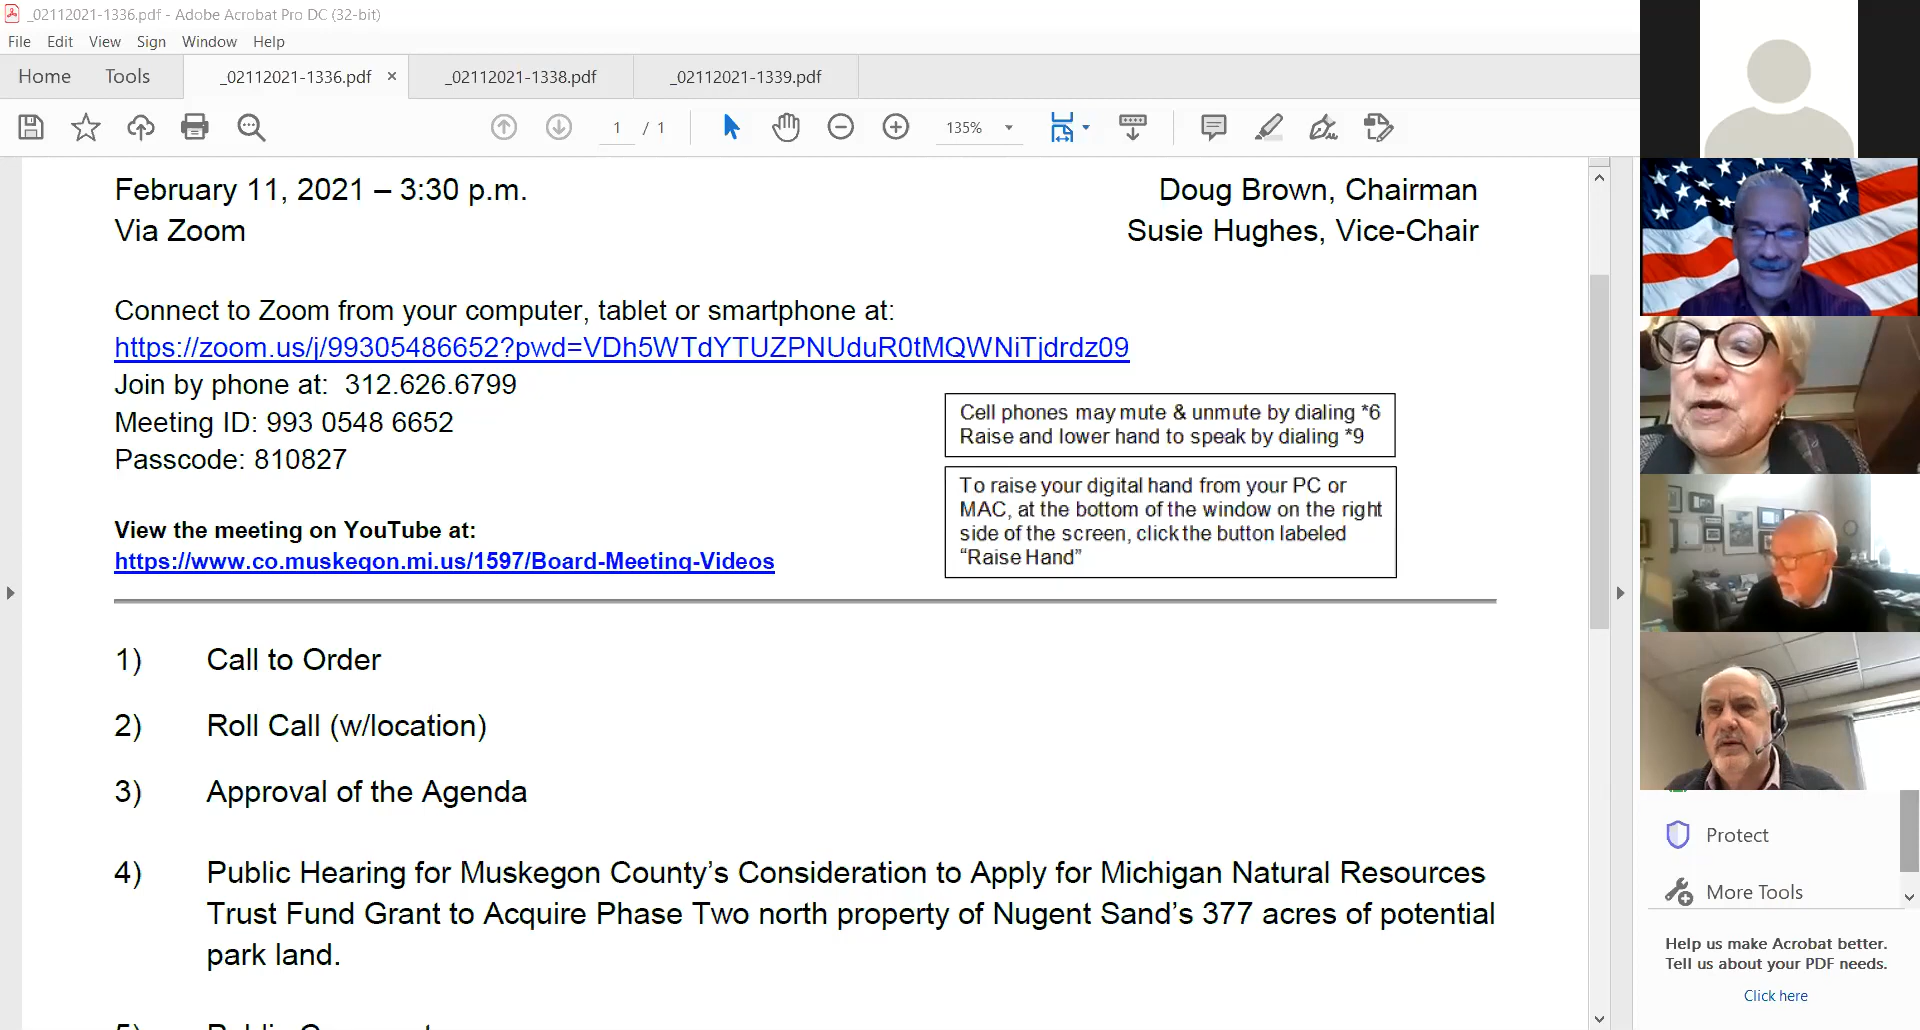 _02112021-1336.pdf - Adobe Acrobat Pro DC (32-bit)
File Edit View Sign Window Help
Home Tools _02112021-1336.pdf × _02112021-1338.pdf _02112021-1339.pdf
1 / 1 135%
February 11, 2021 – 3:30 p.m. Doug Brown, Chairman
Via Zoom Susie Hughes, Vice-Chair
Connect to Zoom from your computer, tablet or smartphone at:
https://zoom.us/j/99305486652?pwd=VDh5WTdYTUZPNUduR0tMQWNiTjdrdz09
Join by phone at: 312.626.6799
Meeting ID: 993 0548 6652
Passcode: 810827
Cell phones may mute & unmute by dialing *6
Raise and lower hand to speak by dialing *9
To raise your digital hand from your PC or
MAC, at the bottom of the window on the right
side of the screen, click the button labeled
“Raise Hand”
View the meeting on YouTube at:
https://www.co.muskegon.mi.us/1597/Board-Meeting-Videos
1) Call to Order
2) Roll Call (w/location)
3) Approval of the Agenda
4) Public Hearing for Muskegon County’s Consideration to Apply for Michigan Natural Resources
Trust Fund Grant to Acquire Phase Two north property of Nugent Sand’s 377 acres of potential
park land.
Protect
More Tools
Help us make Acrobat better.
Tell us about your PDF needs.
Click here